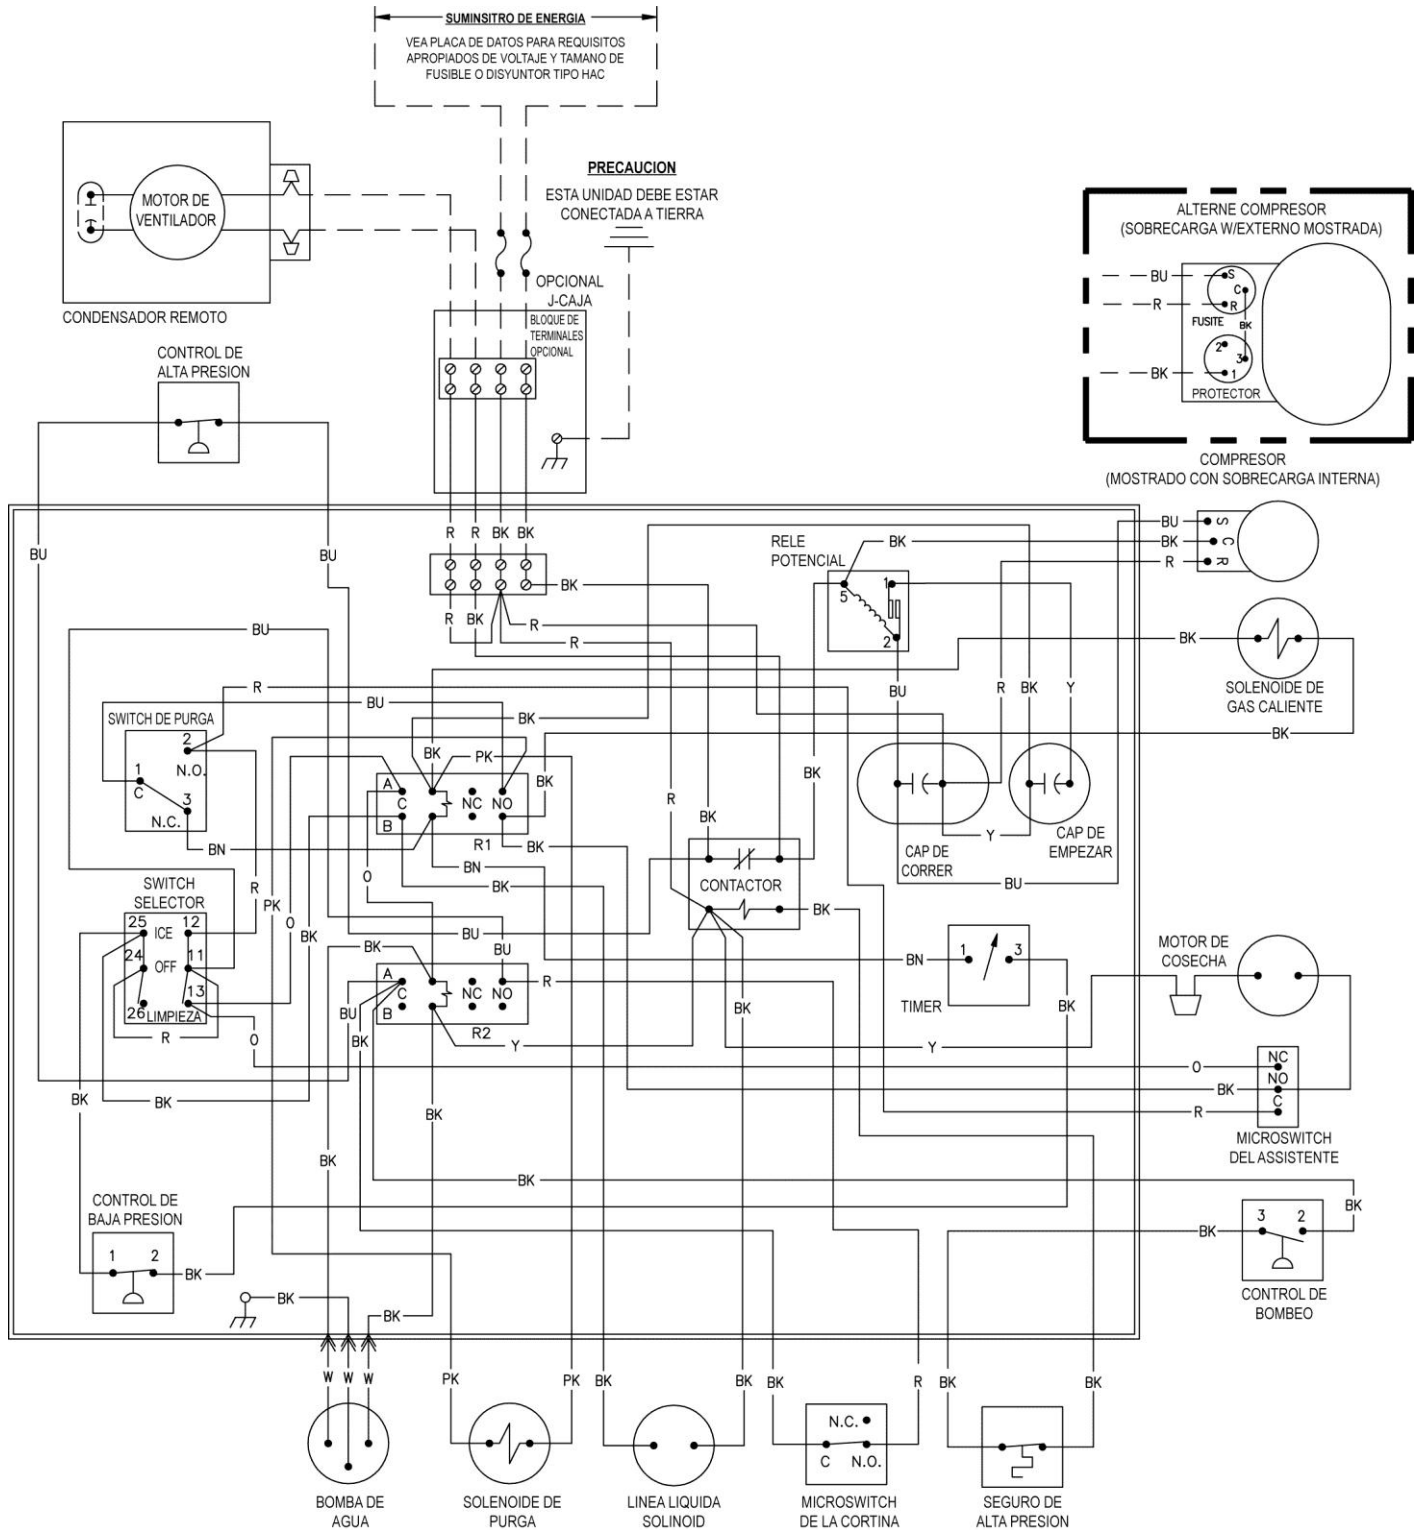 SUMINSITRO DE ENERGIA
VEA PLACA DE DATOS PARA REQUISITOS
APROPIADOS DE VOLTAJE Y TAMANO DE
FUSIBLE O DISYUNTOR TIPO HAC
MOTOR DE
VENTILADOR
CONDENSADOR REMOTO
PRECAUCION
ESTA UNIDAD DEBE ESTAR
CONECTADA A TIERRA
OPCIONAL
J-CAJA
BLOQUE DE
TERMINALES
OPCIONAL
ALTERNE COMPRESOR
(SOBRECARGA W/EXTERNO MOSTRADA)
BU
R
BK
S
C
R
FUSITE
BK
2
3
1
PROTECTOR
COMPRESOR
(MOSTRADO CON SOBRECARGA INTERNA)
CONTROL DE
ALTA PRESION
BU
BU
R R BK BK
BK
R BK
R
R
RELE
POTENCIAL
BK
5
1
2
BU
BK
R
S
C
R
BK
SOLENOIDE DE
GAS CALIENTE
BK
BU
R
BU
BK
BU
R
BK
Y
SWITCH DE PURGA
2
N.O.
1
C
3
N.C.
BN
BK
PK
BK
A
C
NC
NO
B
R1
BK
BN
BK
R
BK
BK
Y
CAP DE
CORRER
CAP DE
EMPEZAR
BU
CONTACTOR
BK
SWITCH
SELECTOR
25
ICE
12
24
OFF
11
13
26
LIMPIEZA
R
PK
O
BK
O
BU
BK
BU
R
O
BK
BK
A
C
NC
NO
B
R2
R
BU
BK
Y
BK
BK
BN
1
3
TIMER
BK
Y
MOTOR DE
COSECHA
O
BK
R
NC
NO
C
MICROSWITCH
DEL ASSISTENTE
BK
BK
BK
BK
3
2
CONTROL DE
BOMBEO
CONTROL DE
BAJA PRESION
1
2
BK
BK
BK
W W W
BOMBA DE
AGUA
PK
PK
SOLENOIDE DE
PURGA
BK
BK
LINEA LIQUIDA
SOLINOID
BK
R
N.C.
C
N.O.
MICROSWITCH
DE LA CORTINA
BK
BK
SEGURO DE
ALTA PRESION